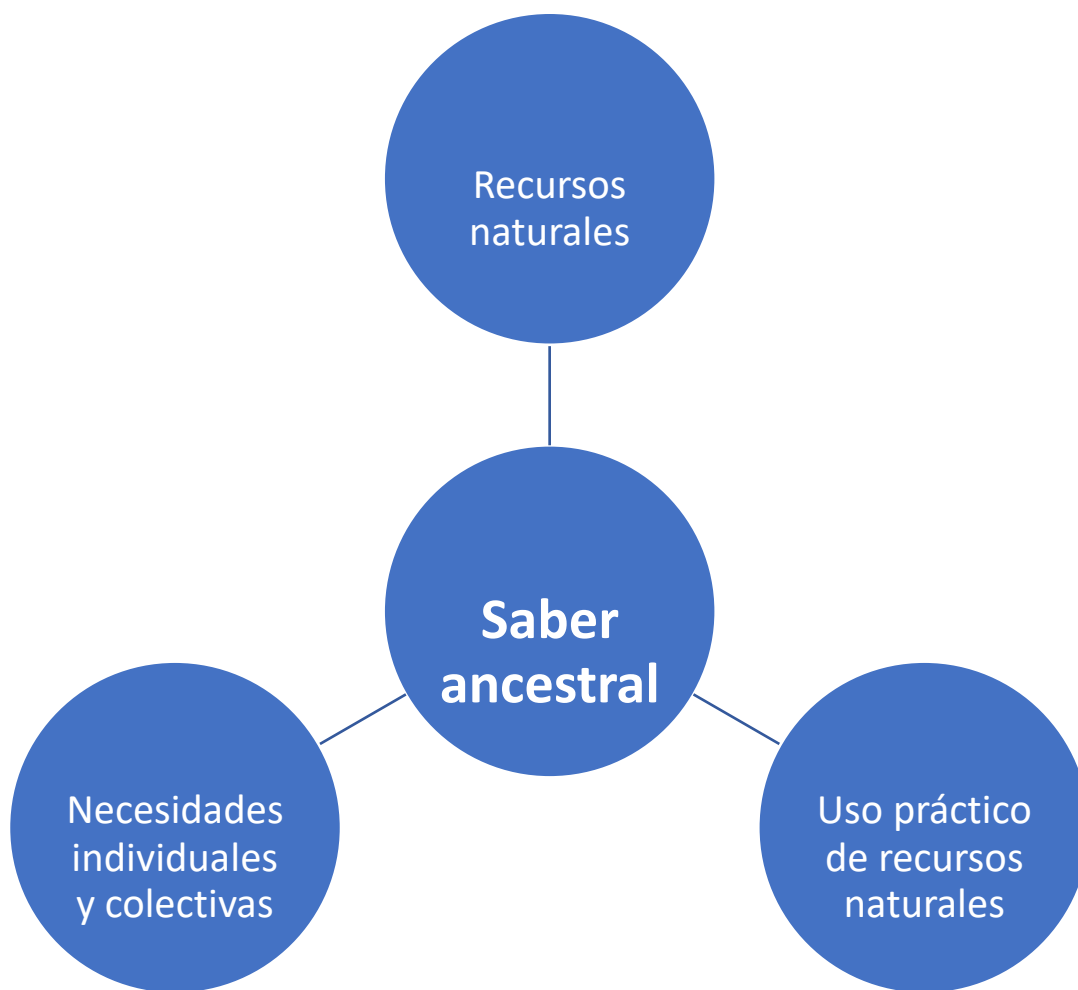 Recursos
naturales
Saber
ancestral
Necesidades
individuales
y colectivas
Uso práctico
de recursos
naturales